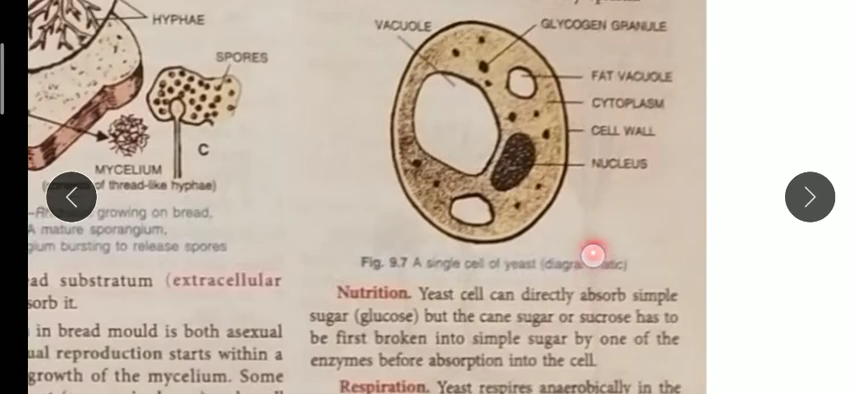 HYPHAE
SPORES
C
MYCELIUM
of thread-like hyphae)
growing on bread,
A mature sporangium,
gium bursting to release spores
ad substratum (extracellular
sorb it.
in bread mould is both asexual
ual reproduction starts within a
growth of the mycelium. Some
VACUOLE
GLYCOGEN GRANULE
FAT VACUOLE
CYTOPLASM
CELL WALL
NUCLEUS
Fig. 9.7 A single cell of yeast
Nutrition. Yeast cell can directly absorb simple
sugar (glucose) but the cane sugar or sucrose has to
be first broken into simple sugar by one of the
enzymes before absorption into the cell.
Respiration. Yeast respires anaerobically in the